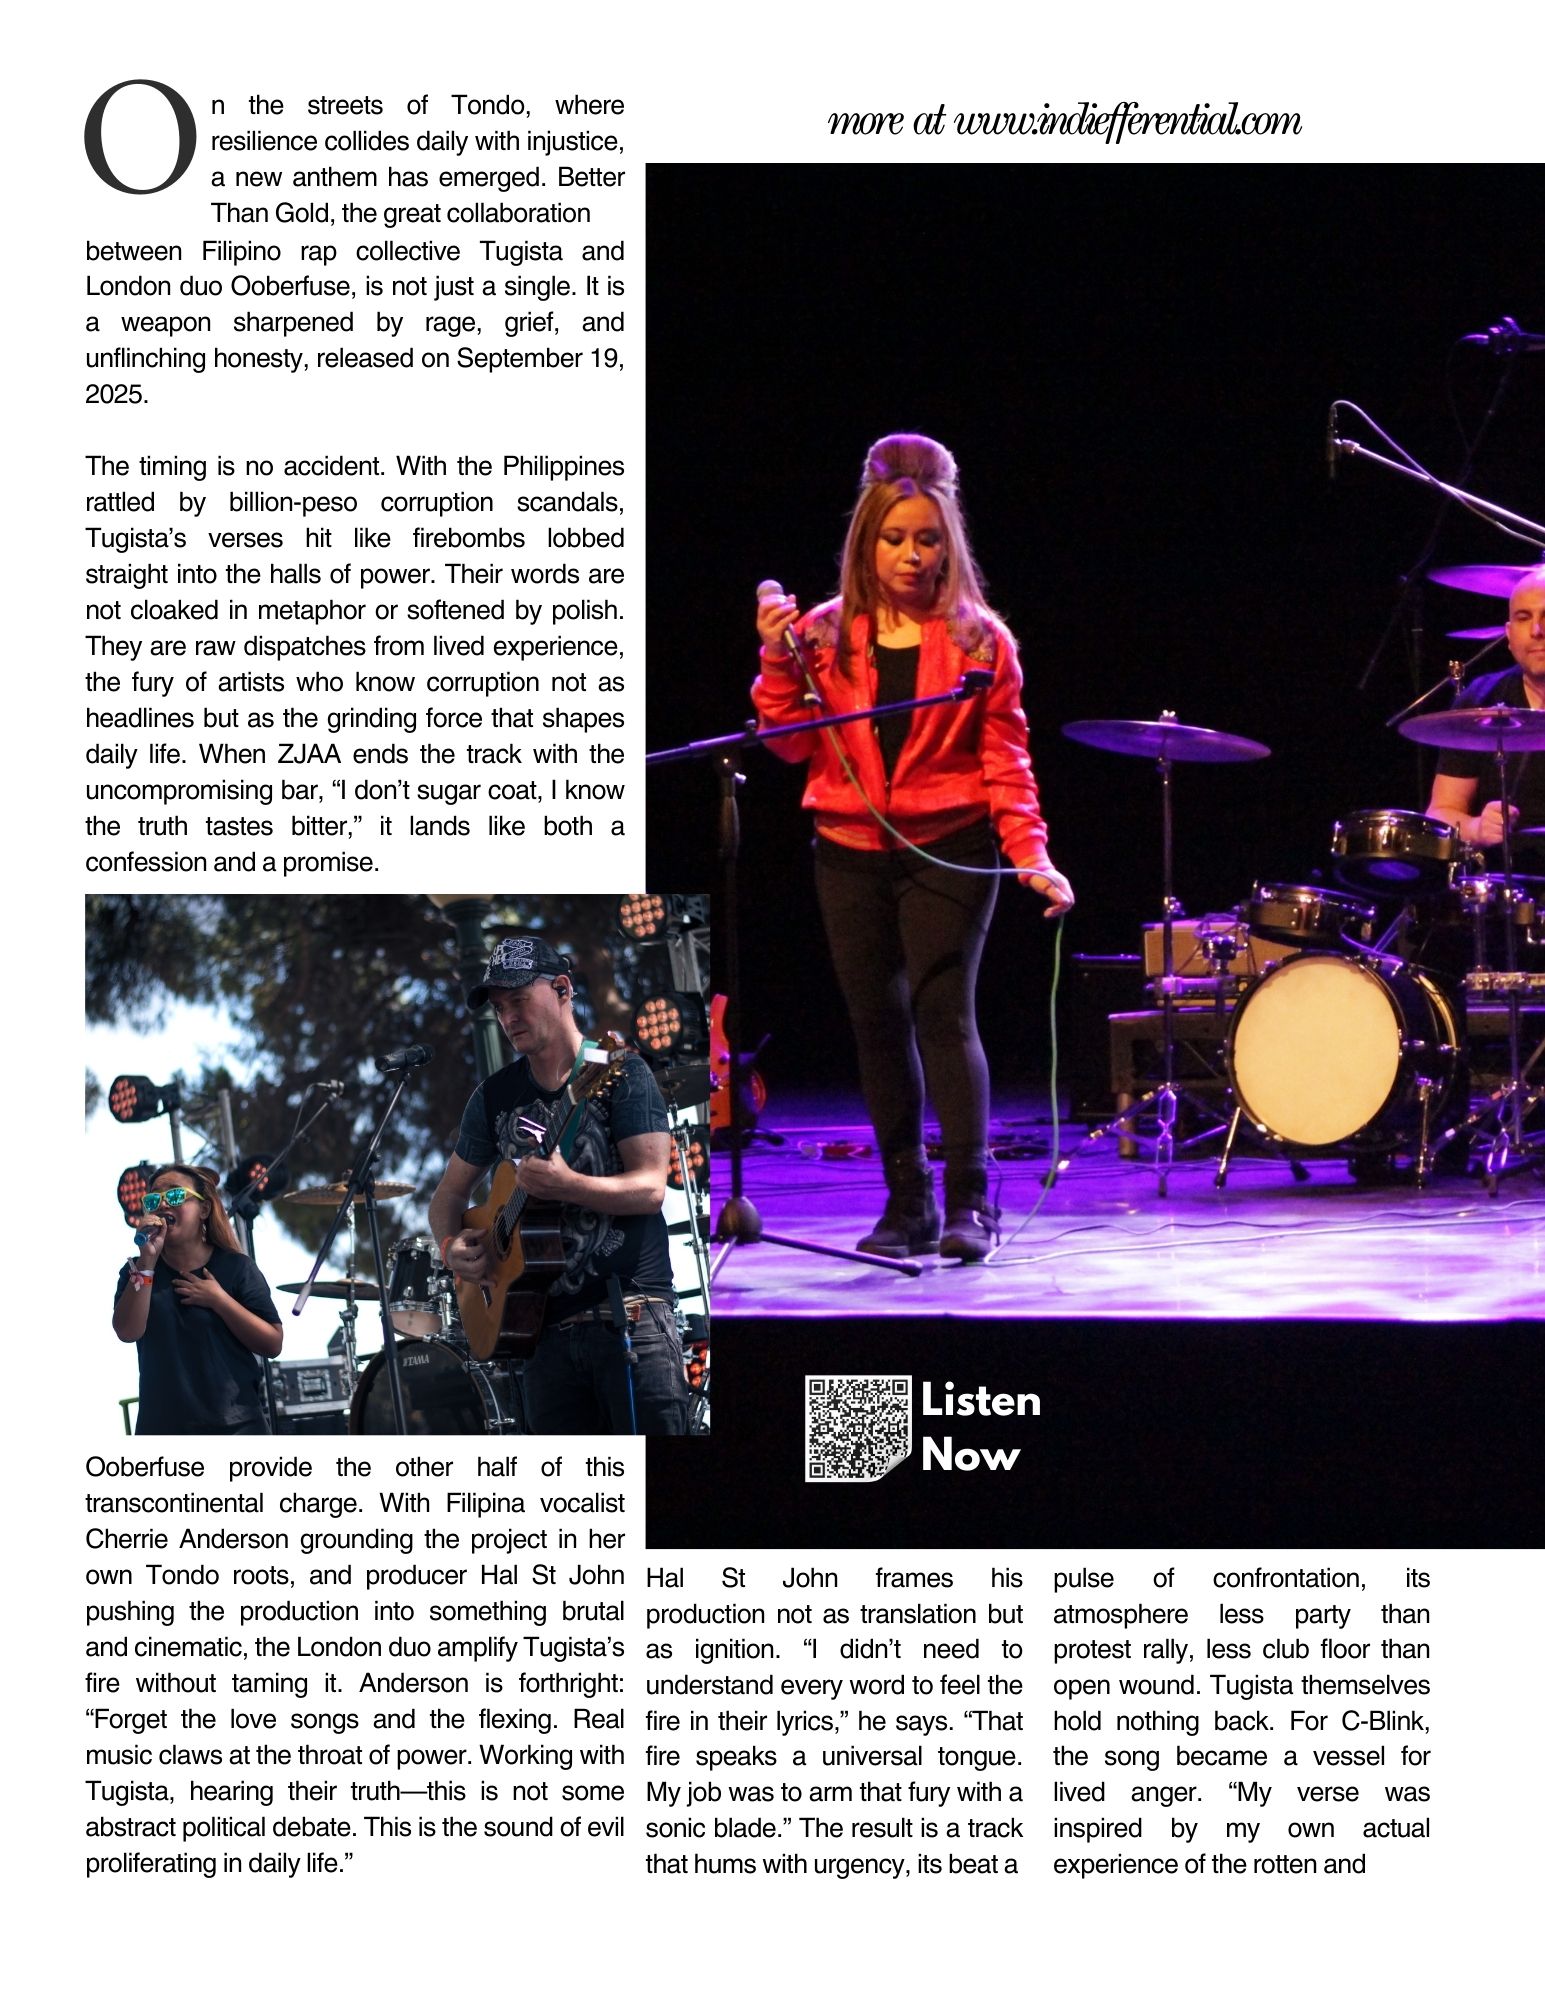 On the streets of Tondo, where
resilience collides daily with injustice,
a new anthem has emerged. Better
Than Gold, the great collaboration
between Filipino rap collective Tugista and
London duo Ooberfuse, is not just a single. It is
a weapon sharpened by rage, grief, and
unflinching honesty, released on September 19,
2025.
The timing is no accident. With the Philippines
rattled by billion-peso corruption scandals,
Tugista’s verses hit like firebombs lobbed
straight into the halls of power. Their words are
not cloaked in metaphor or softened by polish.
They are raw dispatches from lived experience,
the fury of artists who know corruption not as
headlines but as the grinding force that shapes
daily life. When ZJAA ends the track with the
uncompromising bar, “I don’t sugar coat, I know
the truth tastes bitter,” it lands like both a
confession and a promise.
TAMA
Ooberfuse provide the other half of this
transcontinental charge. With Filipina vocalist
Cherrie Anderson grounding the project in her
own Tondo roots, and producer Hal St John
pushing the production into something brutal
and cinematic, the London duo amplify Tugista’s
fire without taming it. Anderson is forthright:
“Forget the love songs and the flexing. Real
music claws at the throat of power. Working with
Tugista, hearing their truth—this is not some
abstract political debate. This is the sound of evil
proliferating in daily life.”
more at www.indiefferential.com
Listen
Now
Hal St John frames his
production not as translation but
as ignition. “I didn’t need to
understand every word to feel the
fire in their lyrics,” he says. “That
fire speaks a universal tongue.
My job was to arm that fury with a
sonic blade.” The result is a track
that hums with urgency, its beat a
pulse of confrontation, its
atmosphere less party than
protest rally, less club floor than
open wound. Tugista themselves
hold nothing back. For C-Blink,
the song became a vessel for
lived anger. “My verse was
inspired by my own actual
experience of the rotten and